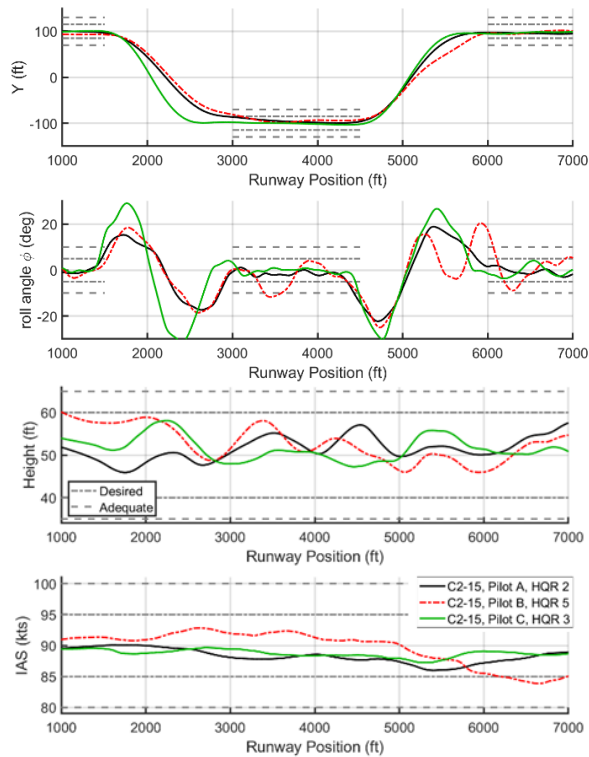 Y (ft)
100
0
-100
1000 2000 3000 4000 5000 6000 7000
Runway Position (ft)
roll angle ϕ (deg)
20
0
-20
1000 2000 3000 4000 5000 6000 7000
Runway Position (ft)
Height (ft)
60
50
40
Desired
Adequate
1000 2000 3000 4000 5000 6000 7000
Runway Position (ft)
IAS (kts)
100
95
90
85
80
C2-15, Pilot A, HQR 2
C2-15, Pilot B, HQR 5
C2-15, Pilot C, HQR 3
1000 2000 3000 4000 5000 6000 7000
Runway Position (ft)